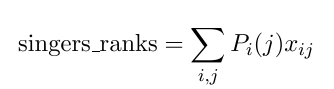 singers_ranks = ∑_{i,j} P_i(j)x_{ij}